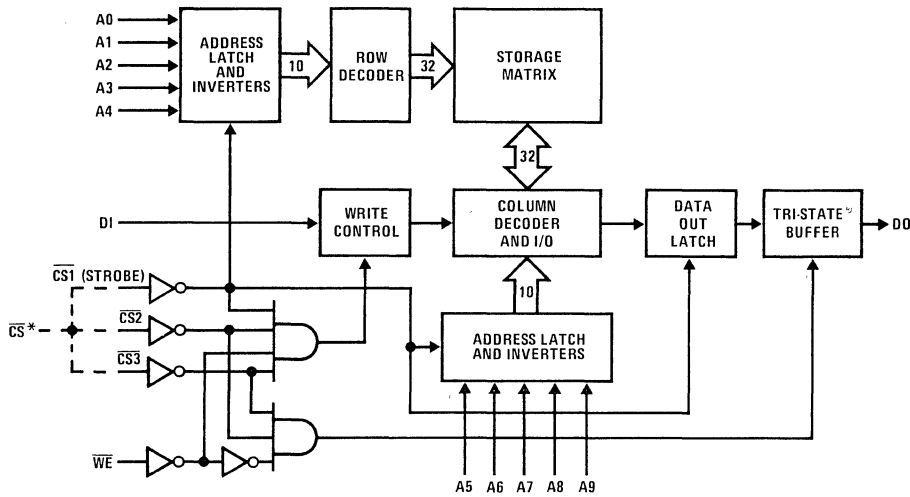 A0
A1
A2
A3
A4
ADDRESS
LATCH
AND
INVERTERS
10
ROW
DECODER
32
STORAGE
MATRIX
32
DI
WRITE
CONTROL
COLUMN
DECODER
AND I/O
DATA
OUT
LATCH
TRI-STATE®
BUFFER
DO
CS1 (STROBE)
CS*
CS2
CS3
10
ADDRESS LATCH
AND INVERTERS
WE
A5 A6 A7 A8 A9